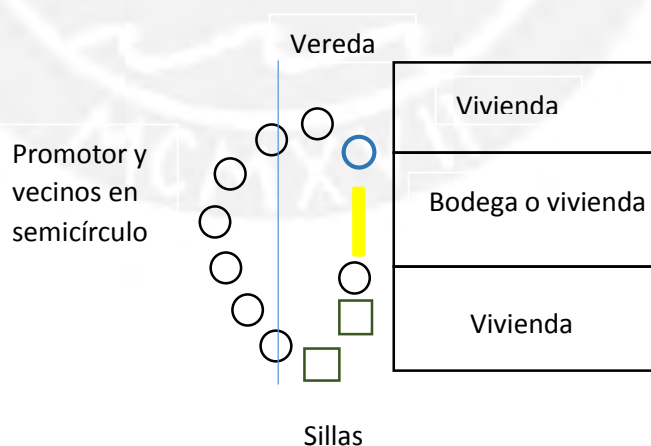 Vereda
Vivienda
Promotor y
vecinos en
semicírculo
Bodega o vivienda
Vivienda
Sillas